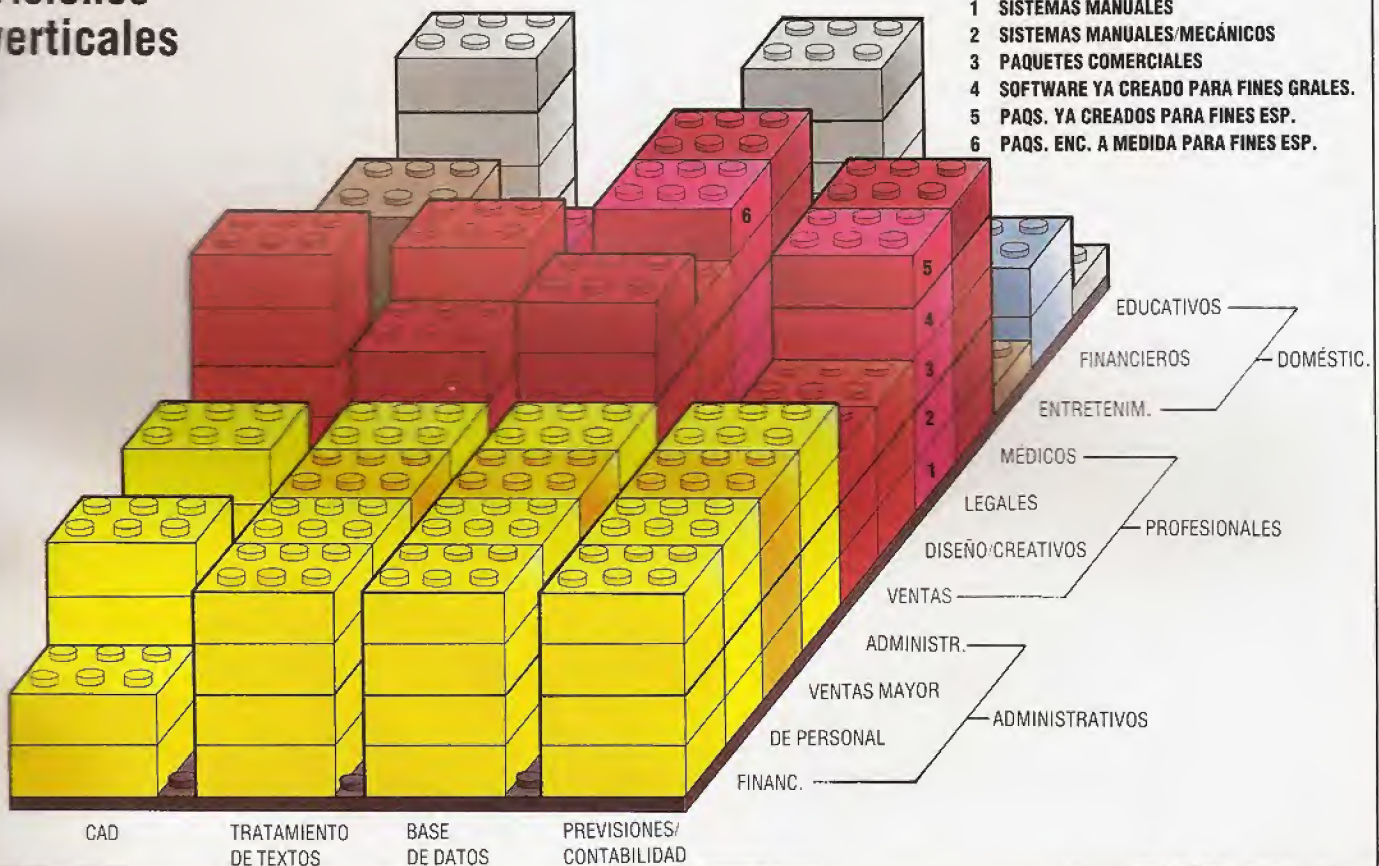 verticales
1 SISTEMAS MANUALES
2 SISTEMAS MANUALES/MECÁNICOS
3 PAQUETES COMERCIALES
4 SOFTWARE YA CREADO PARA FINES GRALES.
5 PAQS. YA CREADOS PARA FINES ESP.
6 PAQS. ENC. A MEDIDA PARA FINES ESP.
6
5
4
3
2
1
EDUCATIVOS
FINANCIEROS
DOMÉSTIC.
ENTRETENIM.
MÉDICOS
LEGALES
PROFESIONALES
DISEÑO/CREATIVOS
VENTAS
ADMINISTR.
VENTAS MAYOR
ADMINISTRATIVOS
DE PERSONAL
FINANC.
CAD
TRATAMIENTO
DE TEXTOS
BASE
DE DATOS
PREVISIONES/
CONTABILIDAD